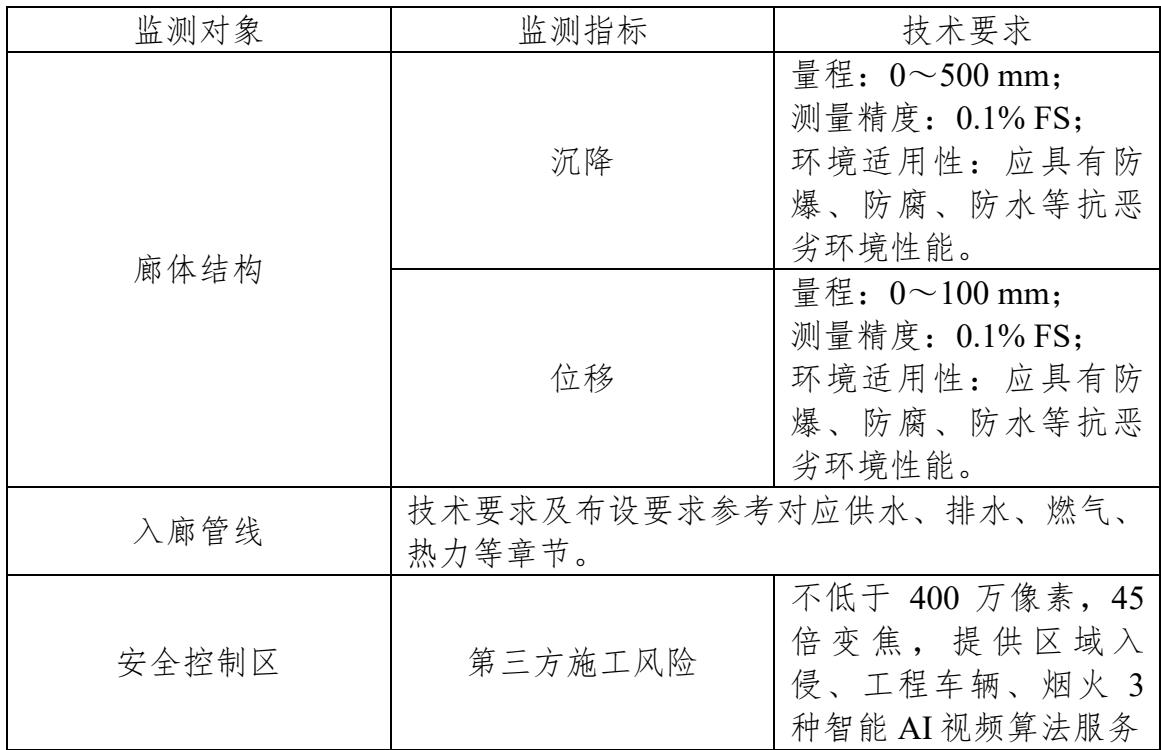 监测对象 监测指标 技术要求
廊体结构
沉降
量程：0～500 mm；
测量精度：0.1% FS；
环境适用性：应具有防
爆、防腐、防水等抗恶
劣环境性能。
位移
量程：0～100 mm；
测量精度：0.1% FS；
环境适用性：应具有防
爆、防腐、防水等抗恶
劣环境性能。
入廊管线
技术要求及布设要求参考对应供水、排水、燃气、
热力等章节。
安全控制区
第三方施工风险
不低于 400 万像素，45
倍变焦，提供区域入
侵、工程车辆、烟火 3
种智能 AI 视频算法服务